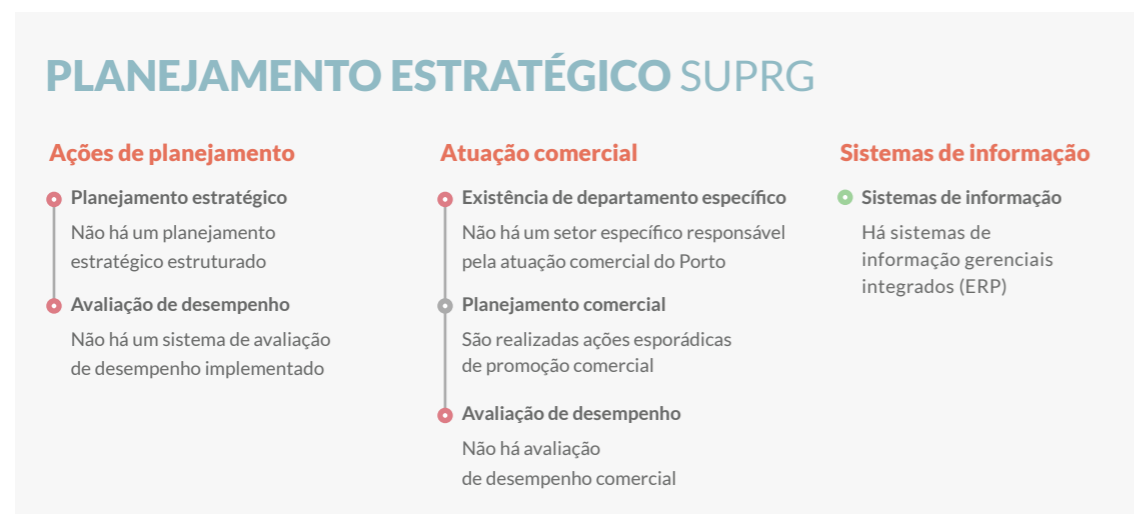 PLANEJAMENTO ESTRATÉGICO SUPRG
Ações de planejamento
Planejamento estratégico
Não há um planejamento
estratégico estruturado
Avaliação de desempenho
Não há um sistema de avaliação
de desempenho implementado
Atuação comercial
Existência de departamento específico
Não há um setor específico responsável
pela atuação comercial do Porto
Planejamento comercial
São realizadas ações esporádicas
de promoção comercial
Avaliação de desempenho
Não há avaliação
de desempenho comercial
Sistemas de informação
Sistemas de informação
Há sistemas de
informação gerenciais
integrados (ERP)